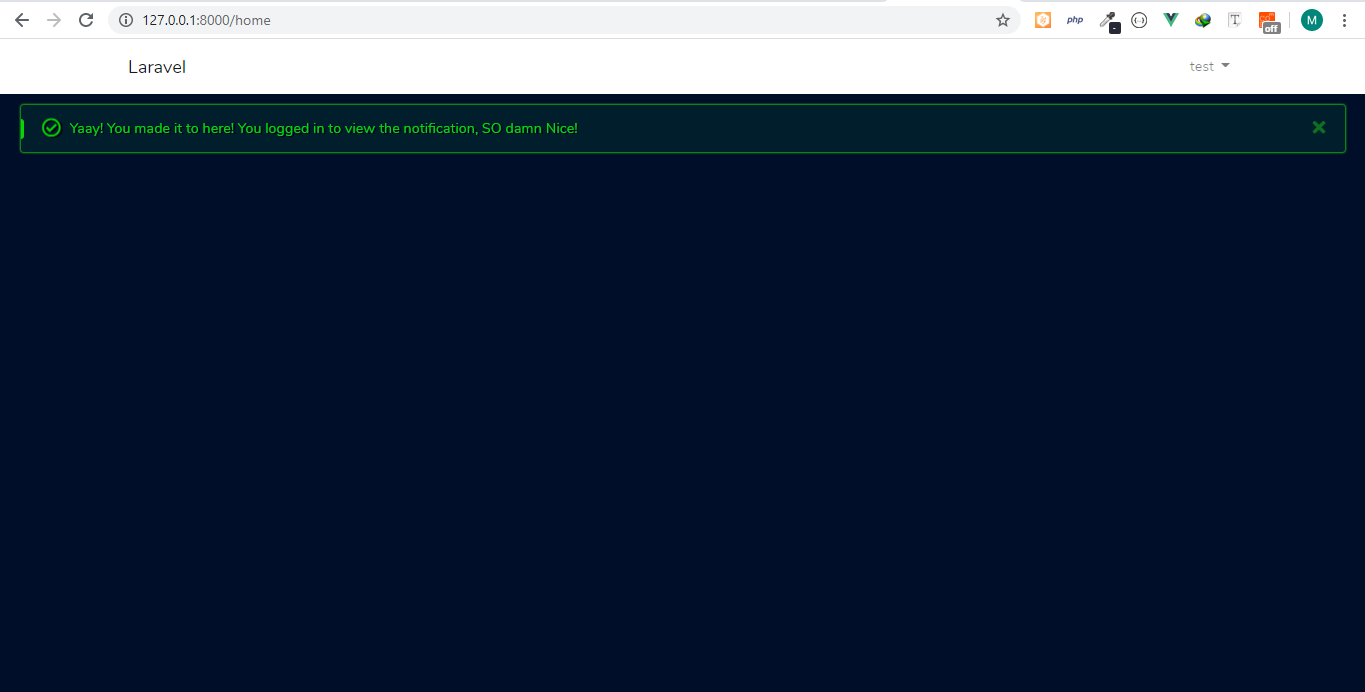 127.0.0.1:8000/home
php
{··}
T
off
M
Laravel
test
Yaay! You made it to here! You logged in to view the notification, SO damn Nice!